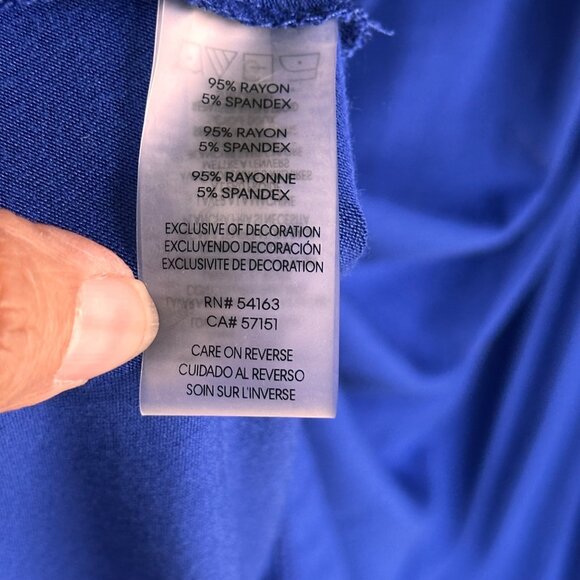 95% RAYON
5% SPANDEX
95% RAYON
5% SPANDEX
95% RAYONNE
5% SPANDEX
EXCLUSIVE OF DECORATION
EXCLUYENDO DECORACIÓN
EXCLUSIVITE DE DECORATION
RN# 54163
CA# 57151
CARE ON REVERSE
CUIDADO AL REVERSO
SOIN SUR L'INVERSE